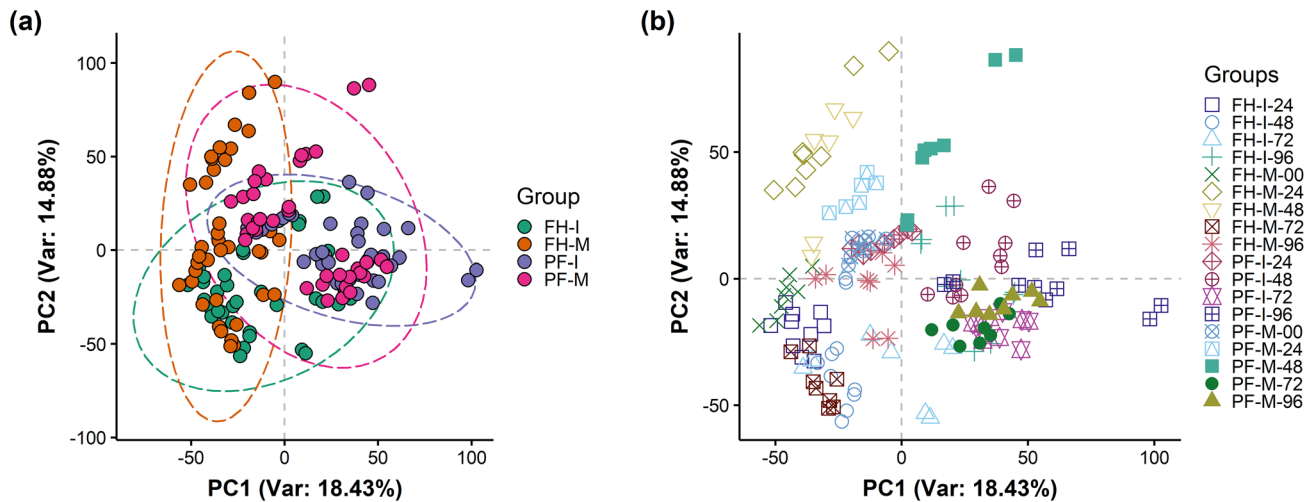 (a)
100
50
0
-50
-100
-50
0
50
100
PC2 (Var: 14.88%)
PC1 (Var: 18.43%)
Group
FH-I
FH-M
PF-I
PF-M
(b)
50
0
-50
-50
0
50
100
PC2 (Var: 14.88%)
PC1 (Var: 18.43%)
Groups
FH-I-24
FH-I-48
FH-I-72
FH-I-96
FH-M-00
FH-M-24
FH-M-48
FH-M-72
FH-M-96
PF-I-24
PF-I-48
PF-I-72
PF-I-96
PF-M-00
PF-M-24
PF-M-48
PF-M-72
PF-M-96